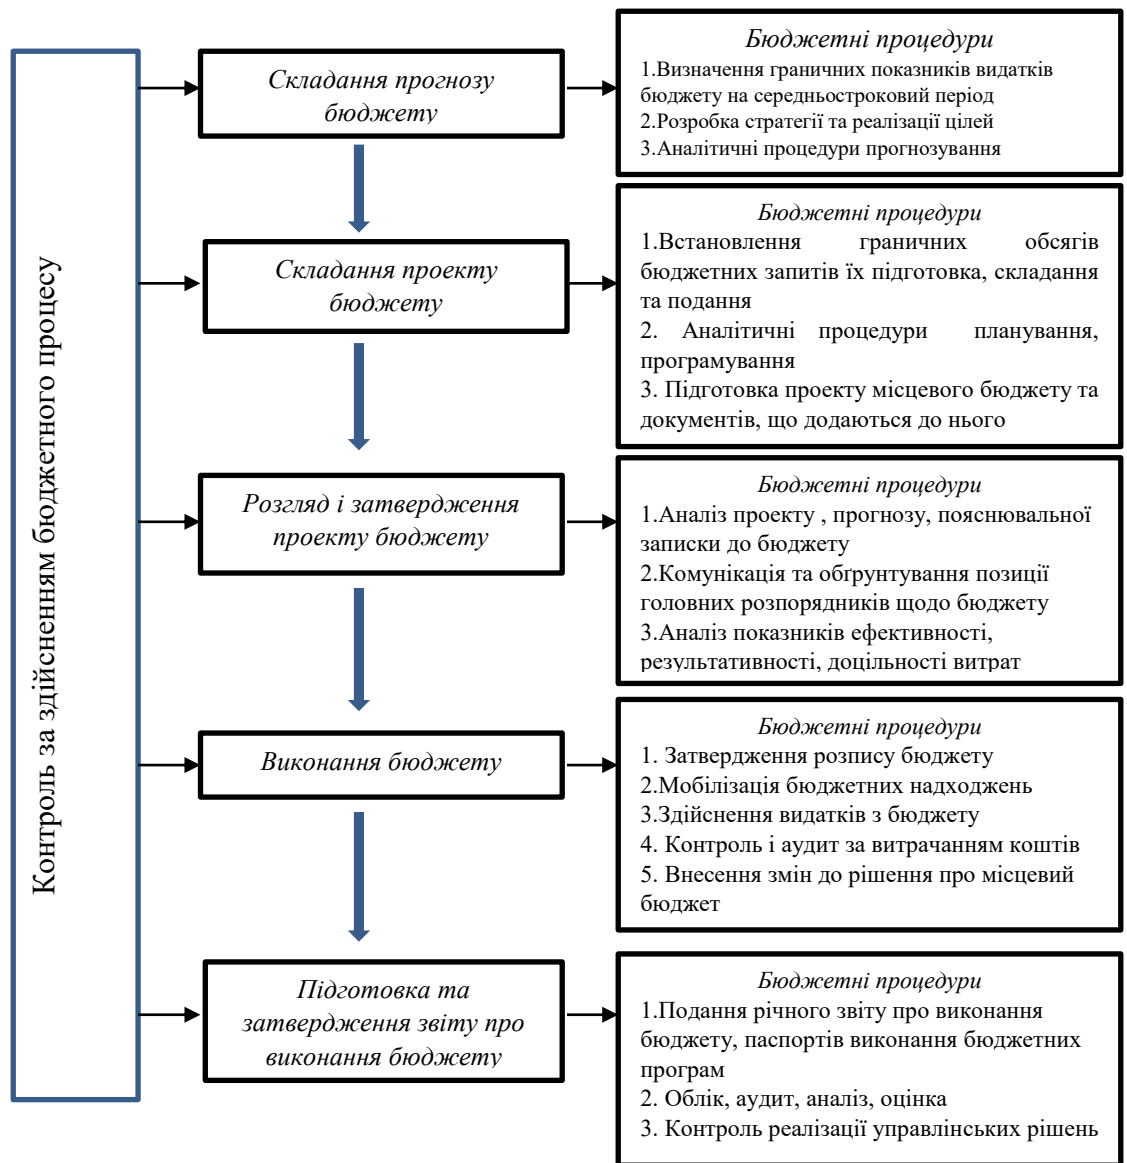 Контроль за здійсненням бюджетного процесу
Складання прогнозу
бюджету
Бюджетні процедури
1.Визначення граничних показників видатків
бюджету на середньостроковий період
2.Розробка стратегії та реалізації цілей
3.Аналітичні процедури прогнозування
Складання проекту
бюджету
Бюджетні процедури
1.Встановлення граничних обсягів
бюджетних запитів їх підготовка, складання
та подання
2. Аналітичні процедури планування,
програмування
3. Підготовка проекту місцевого бюджету та
документів, що додаються до нього
Розгляд і затвердження
проекту бюджету
Бюджетні процедури
1.Аналіз проекту , прогнозу, пояснювальної
записки до бюджету
2.Комунікація та обґрунтування позиції
головних розпорядників щодо бюджету
3.Аналіз показників ефективності,
результативності, доцільності витрат
Виконання бюджету
Бюджетні процедури
1. Затвердження розпису бюджету
2.Мобілізація бюджетних надходжень
3.Здійснення видатків з бюджету
4. Контроль і аудит за витрачанням коштів
5. Внесення змін до рішення про місцевий
бюджет
Підготовка та
затвердження звіту про
виконання бюджету
Бюджетні процедури
1.Подання річного звіту про виконання
бюджету, паспортів виконання бюджетних
програм
2. Облік, аудит, аналіз, оцінка
3. Контроль реалізації управлінських рішень